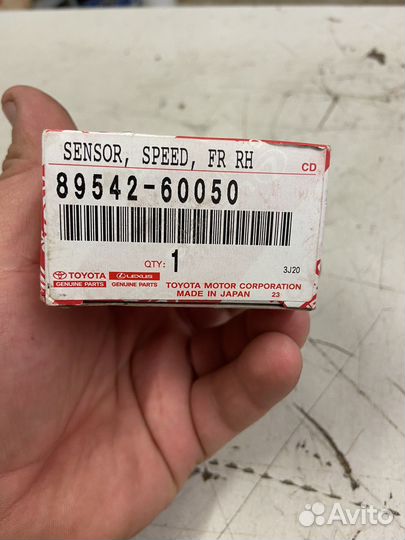 SENSOR, SPEED, FR RH
CD
89542-60050
QTY: 1
3J20
TOYOTA LEXUS TOYOTA MOTOR CORPORATION
GENUINE PARTS GENUINE PARTS MADE IN JAPAN 23
Avito